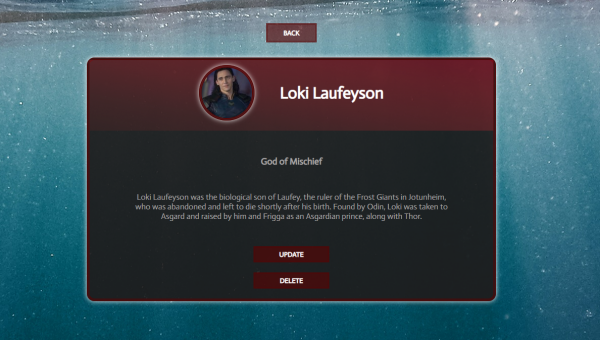 BACK
Loki Laufeyson
God of Mischief
Loki Laufeyson was the biological son of Laufey, the ruler of the Frost Giants in Jotunheim,
who was abandoned and left to die shortly after his birth. Found by Odin, Loki was taken to
Asgard and raised by him and Frigga as an Asgardian prince, along with Thor.
UPDATE
DELETE